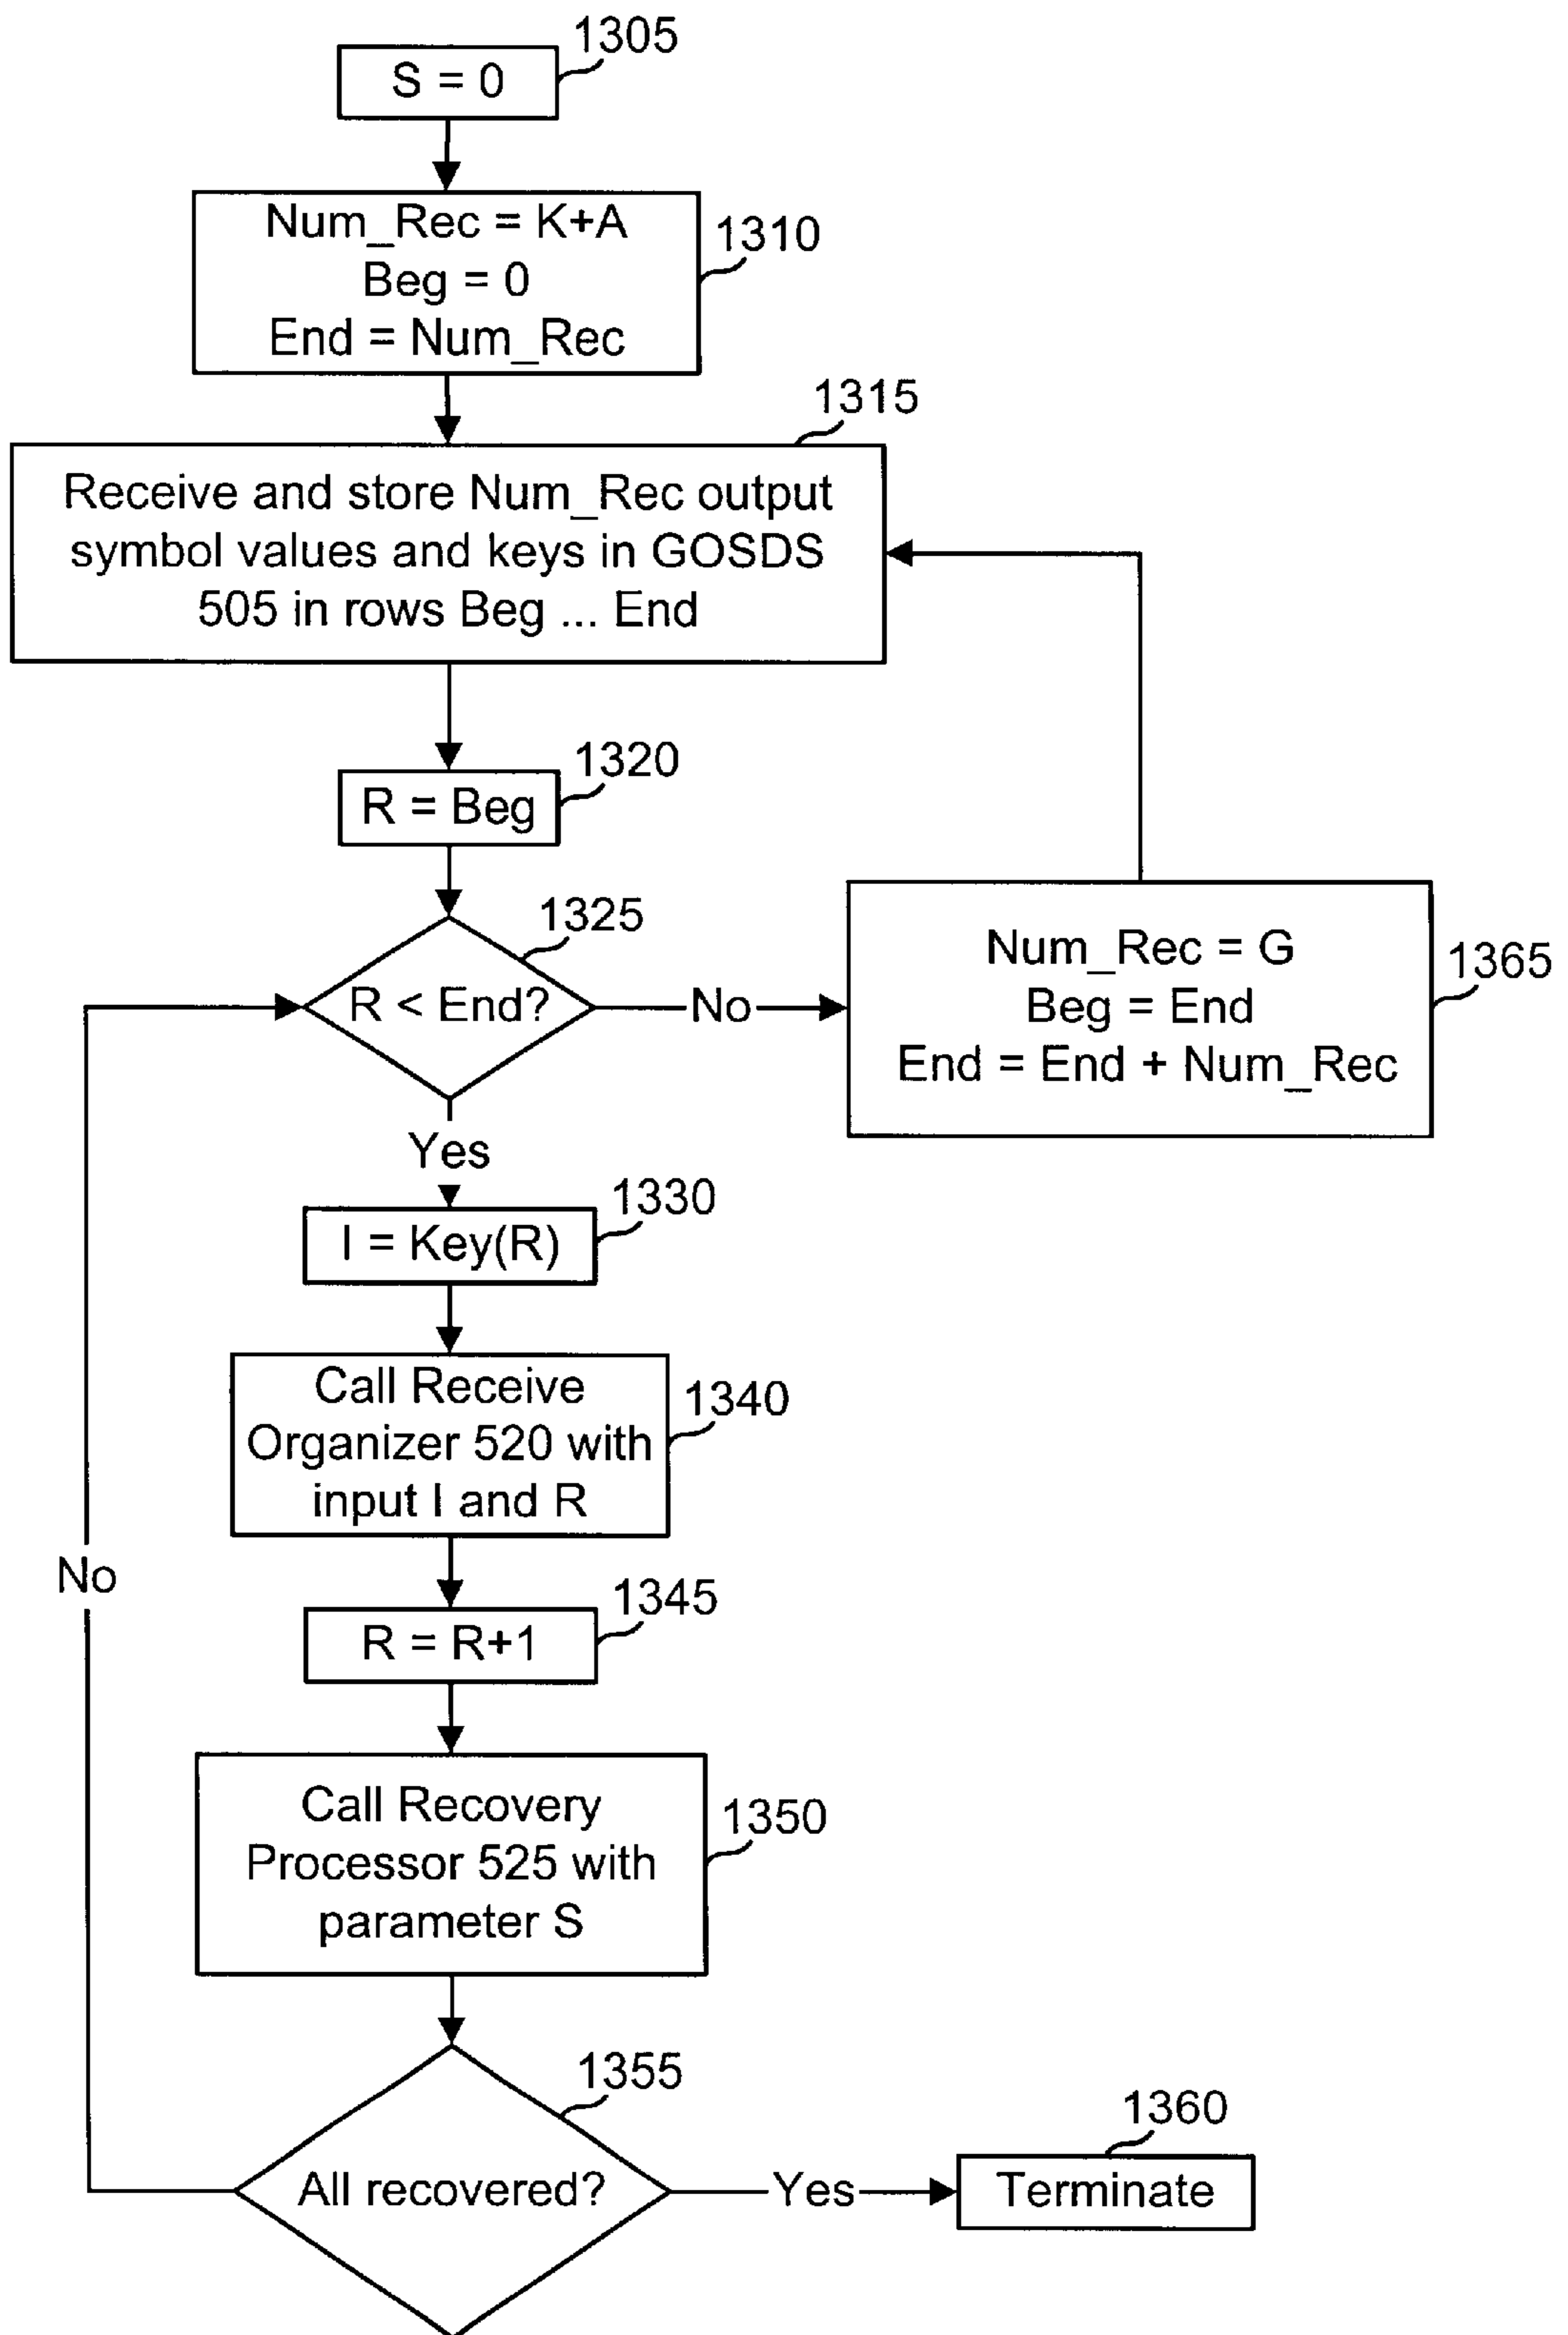 1305
S = 0
Num_Rec = K+A
Beg = 0
End = Num_Rec
1310
1315
Receive and store Num_Rec output
symbol values and keys in GOSDS
505 in rows Beg ... End
1320
R = Beg
1325
R < End?
No
Num_Rec = G
Beg = End
End = End + Num_Rec
1365
Yes
1330
I = Key(R)
Call Receive
Organizer 520 with
input I and R
1340
No
1345
R = R+1
Call Recovery
Processor 525 with
parameter S
1350
1355
All recovered?
Yes
1360
Terminate